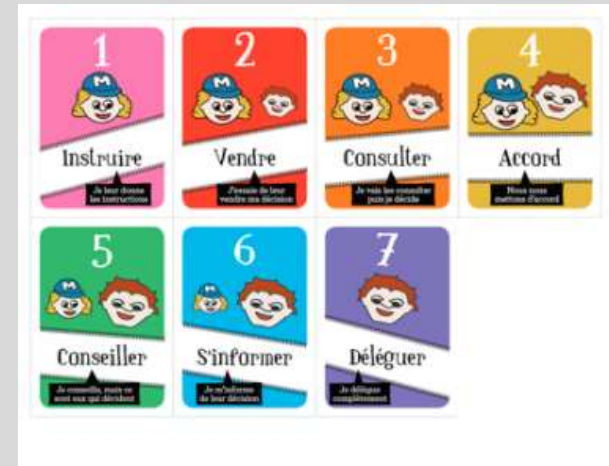 1
M
Instruire
Je leur donne
les instructions
2
M
Vendre
J'essaie de leur
vendre ma décision
3
M
Consulter
Je vais les consulter
puis je décide
4
M
Accord
Nous nous
mettons d'accord
5
M
Conseiller
Je conseille, mais ce
sont eux qui décident
6
M
S'informer
Je m'informe
de leur décision
7
Déléguer
Je délègue
complètement